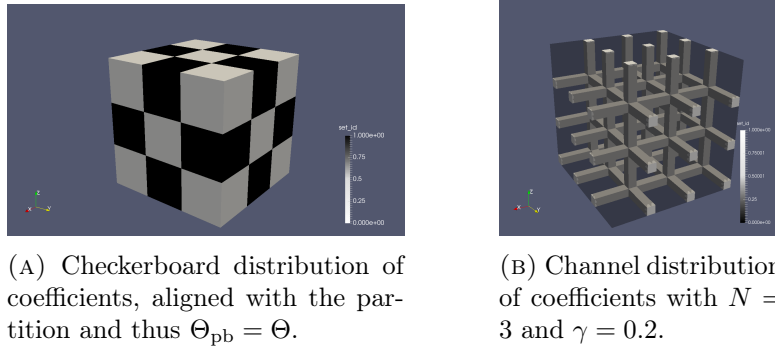 set_id
1.000e+00
0.75
0.5
0.25
0.000e+00
Z
X
Y
(A) Checkerboard distribution of
coefficients, aligned with the par-
tition and thus Θpb = Θ.
set_id
1.000e+00
0.75001
0.50001
0.25
0.000e+00
Z
X
Y
(B) Channel distribution
of coefficients with N =
3 and γ = 0.2.